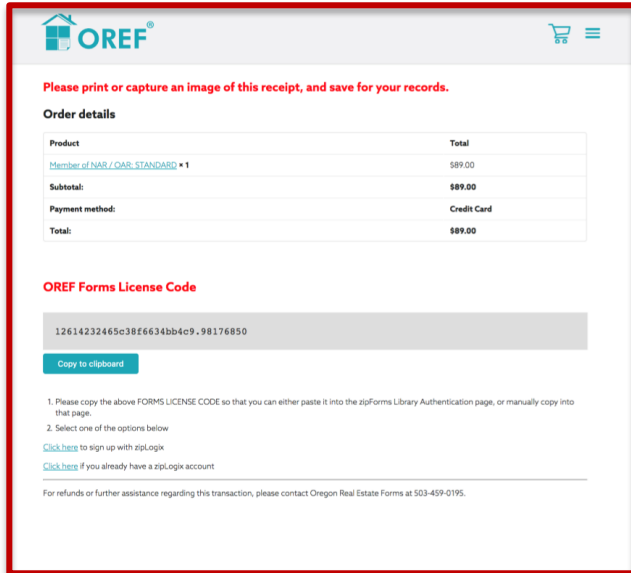 OREF®
Please print or capture an image of this receipt, and save for your records.
Order details
Product Total
Member of NAR / OAR: STANDARD × 1 $89.00
Subtotal: $89.00
Payment method: Credit Card
Total: $89.00
OREF Forms License Code
12614232465c38f6634bb4c9.98176850
Copy to clipboard
1. Please copy the above FORMS LICENSE CODE so that you can either paste it into the zipForms Library Authentication page, or manually copy into
that page.
2. Select one of the options below
Click here to sign up with zipLogix
Click here if you already have a zipLogix account
For refunds or further assistance regarding this transaction, please contact Oregon Real Estate Forms at 503-459-0195.